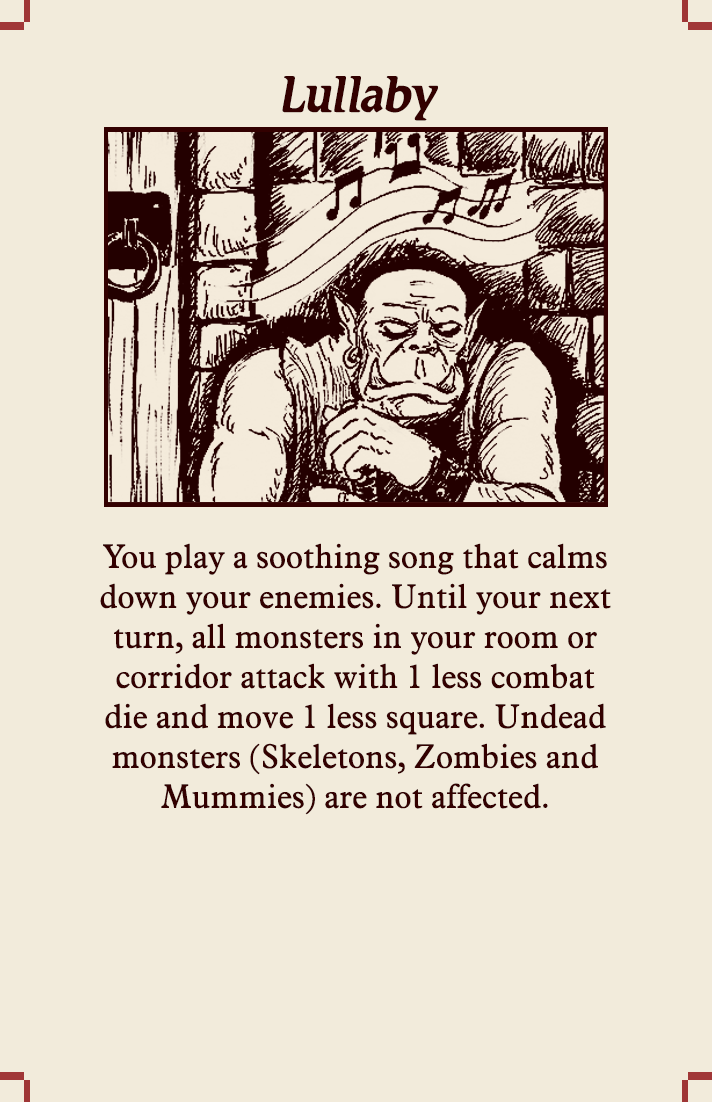 Lullaby
You play a soothing song that calms
down your enemies. Until your next
turn, all monsters in your room or
corridor attack with 1 less combat
die and move 1 less square. Undead
monsters (Skeletons, Zombies and
Mummies) are not affected.